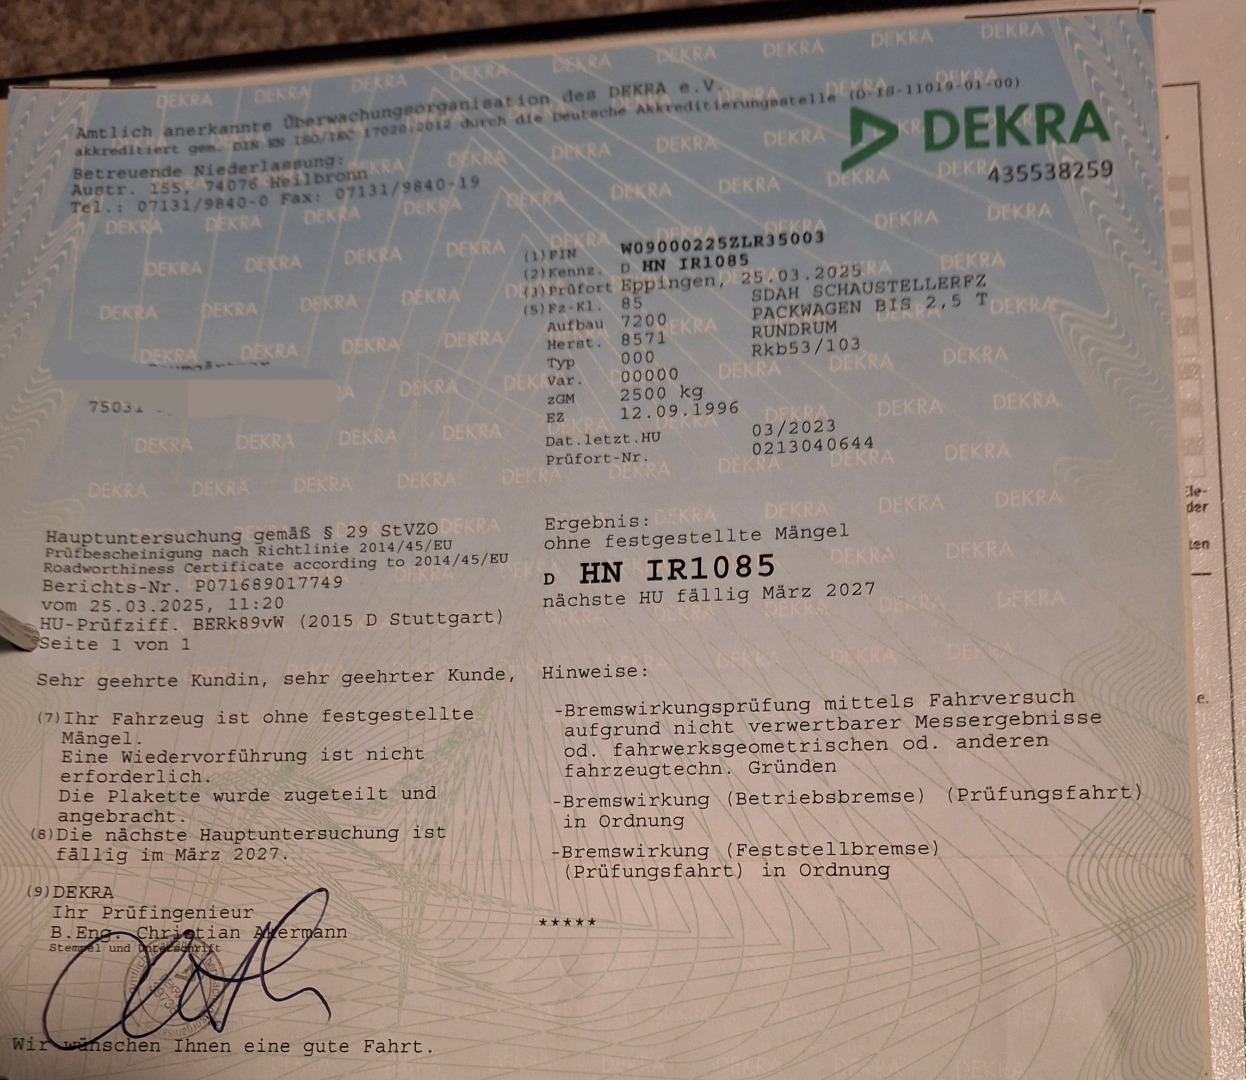 Amtlich anerkannte Überwachungsorganisation des DEKRA e.V.
akkreditiert gem. DIN EN ISO/IEC 17020:2012 durch die Deutsche Akkreditierungsstelle (D-IS-11019-01-00)
DEKRA
435538259
Betreuende Niederlassung:
Austr. 155, 74076 Heilbronn
Tel.: 07131/9840-0 Fax: 07131/9840-19
(1)FIN W09000225ZLR35003
(2)Kennz. D HN IR1085
(3)Prüfort Eppingen, 25.03.2025
(5)Fz-Kl. 85 SDAH SCHAUSTELLERFZ
Aufbau 7200 PACKWAGEN BIS 2,5 T
Herst. 8571 RUNDRUM
Typ 000 Rkb53/103
Var. 00000
zGM 2500 kg
EZ 12.09.1996
Dat.letzt.HU 03/2023
Prüfort-Nr. 0213040644
75031
Hauptuntersuchung gemäß § 29 StVZO
Prüfbescheinigung nach Richtlinie 2014/45/EU
Roadworthiness Certificate according to 2014/45/EU
Berichts-Nr. P071689017749
vom 25.03.2025, 11:20
HU-Prüfziff. BERk89vW (2015 D Stuttgart)
Seite 1 von 1
Ergebnis:
ohne festgestellte Mängel
D HN IR1085
nächste HU fällig März 2027
Sehr geehrte Kundin, sehr geehrter Kunde,
(7)Ihr Fahrzeug ist ohne festgestellte
Mängel.
Eine Wiedervorführung ist nicht
erforderlich.
Die Plakette wurde zugeteilt und
angebracht.
(8)Die nächste Hauptuntersuchung ist
fällig im März 2027.
(9)DEKRA
Ihr Prüfingenieur
B.Eng. Christian Akermann
Stempel und Unterschrift
Wir wünschen Ihnen eine gute Fahrt.
Hinweise:
-Bremswirkungsprüfung mittels Fahrversuch
aufgrund nicht verwertbarer Messergebnisse
od. fahrwerksgeometrischen od. anderen
fahrzeugtechn. Gründen
-Bremswirkung (Betriebsbremse) (Prüfungsfahrt)
in Ordnung
-Bremswirkung (Feststellbremse)
(Prüfungsfahrt) in Ordnung
*****
der
ten
e.